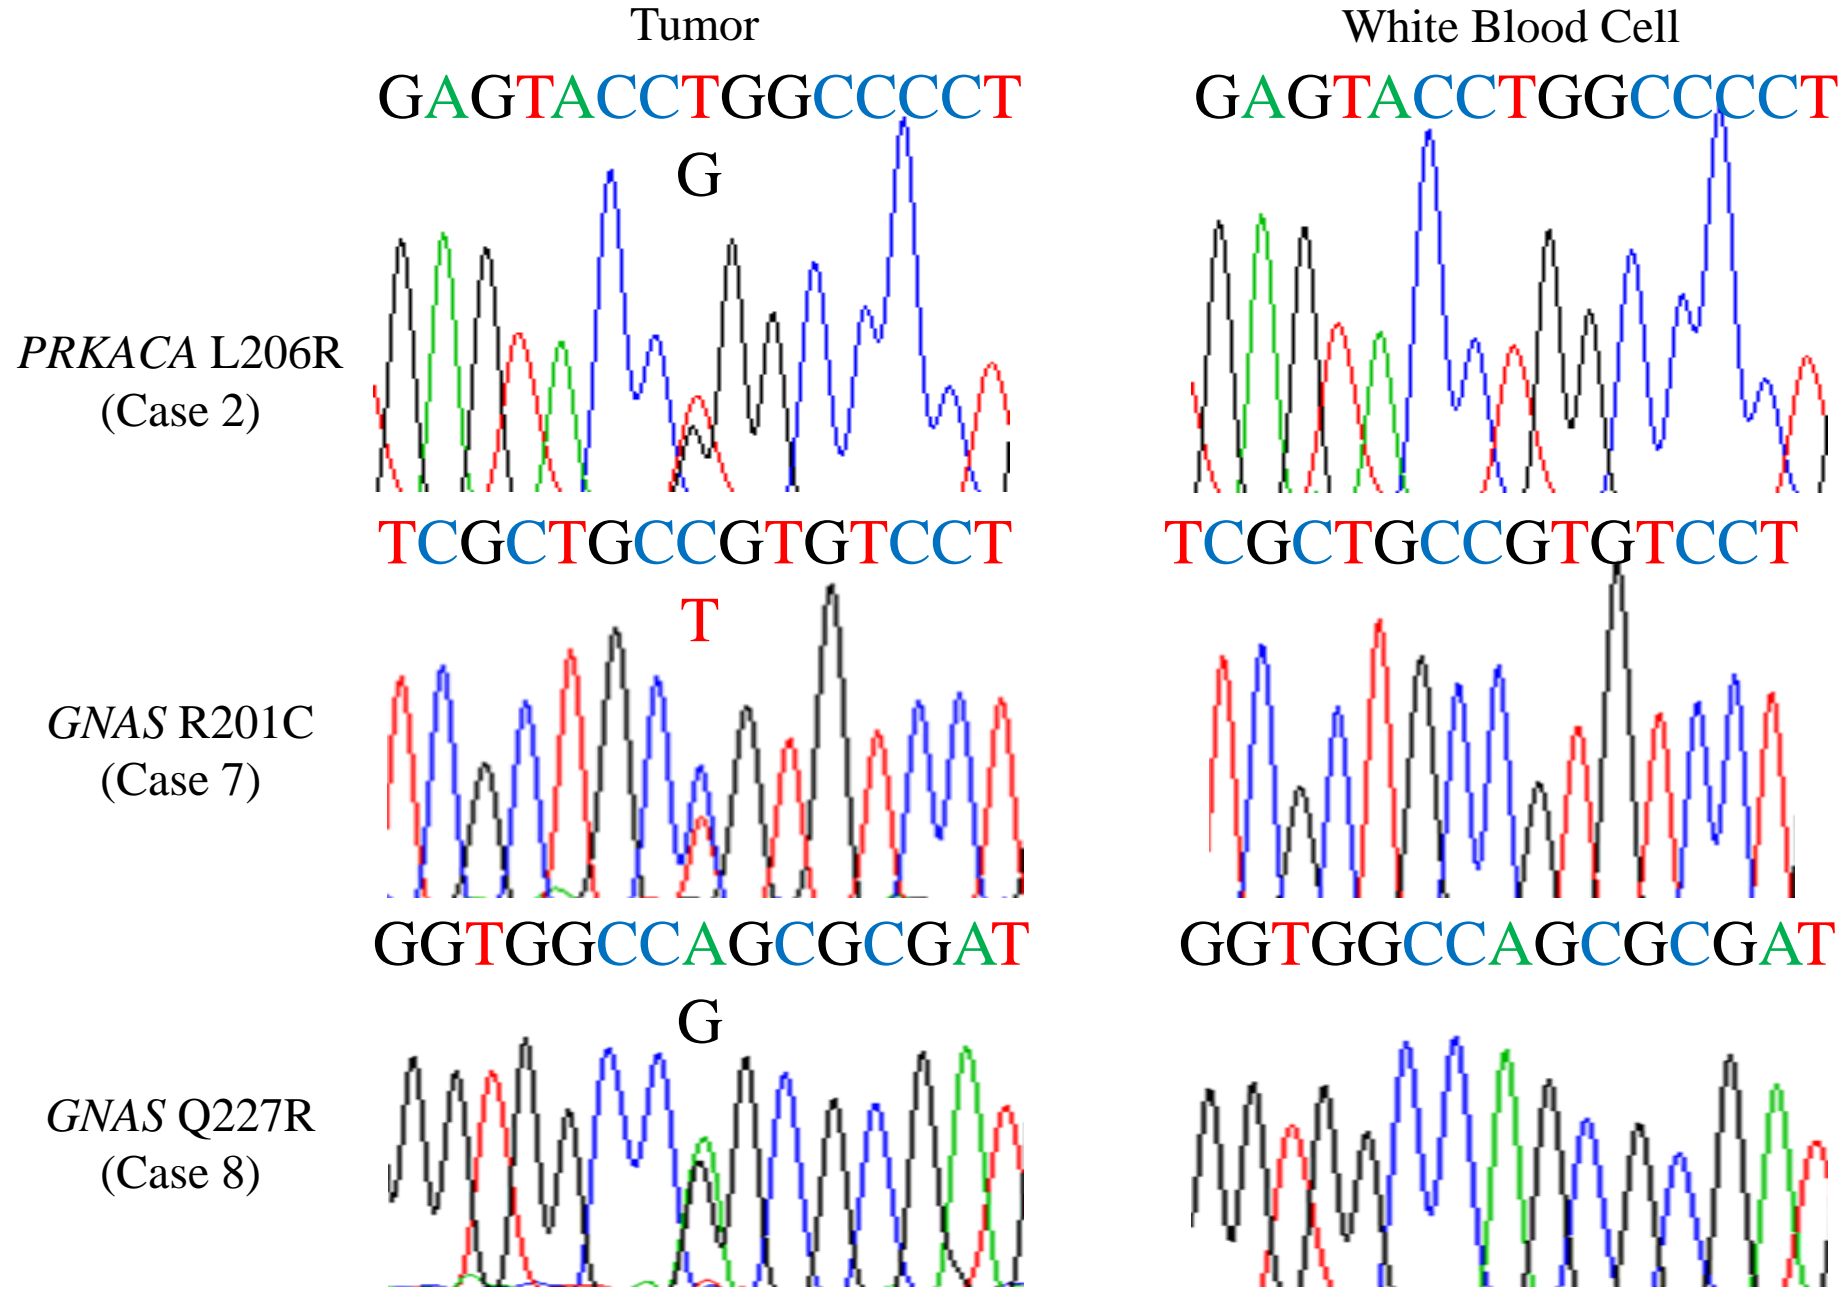 Tumor White Blood Cell
GAGTACCTGGCCCCT GAGTACCTGGCCCCT
G
PRKACA L206R
(Case 2)
TCGCTGCCGTGTCCT TCGCTGCCGTGTCCT
T
GNAS R201C
(Case 7)
GGTGGCCAGCGCGAT GGTGGCCAGCGCGAT
G
GNAS Q227R
(Case 8)